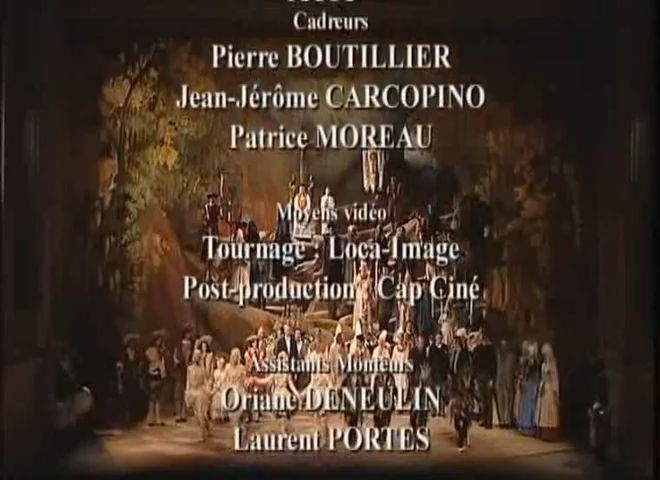 Cadreurs
Pierre BOUTILLIER
Jean-Jérôme CARCOPINO
Patrice MOREAU
Moyens vidéo
Tournage : Loca-Image
Post-production : Cap Ciné
Assistants Monteurs
Oriane DENEULIN
Laurent PORTES